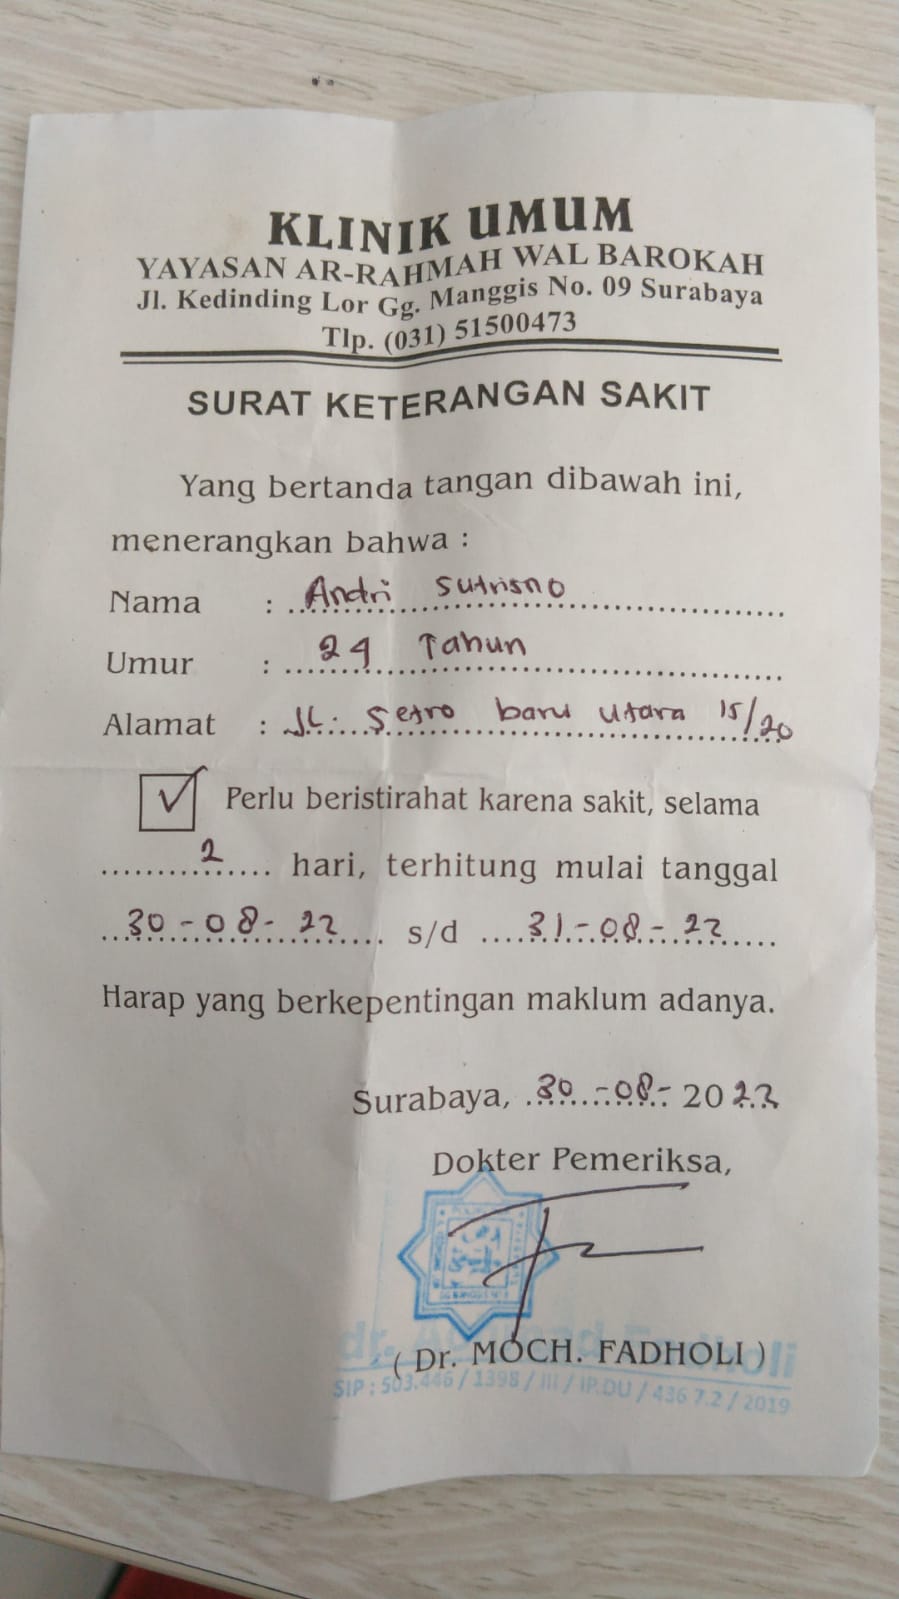 KLINIK UMUM
YAYASAN AR-RAHMAH WAL BAROKAH
Jl. Kedinding Lor Gg. Manggis No. 09 Surabaya
Tlp. (031) 51500473
SURAT KETERANGAN SAKIT
Yang bertanda tangan dibawah ini,
menerangkan bahwa :
Nama : Andri Sutrisno
Umur : 29 Tahun
Alamat : JL. Setro baru Utara 15/20
Perlu beristirahat karena sakit, selama
2 hari, terhitung mulai tanggal
30-08-22 s/d 31-08-22
Harap yang berkepentingan maklum adanya.
Surabaya, 30-08-2022
Dokter Pemeriksa,
( Dr. MOCH. FADHOLI )
SIP : 503.446 / 1398 / III / IP.DU / 436 7.2 / 2019